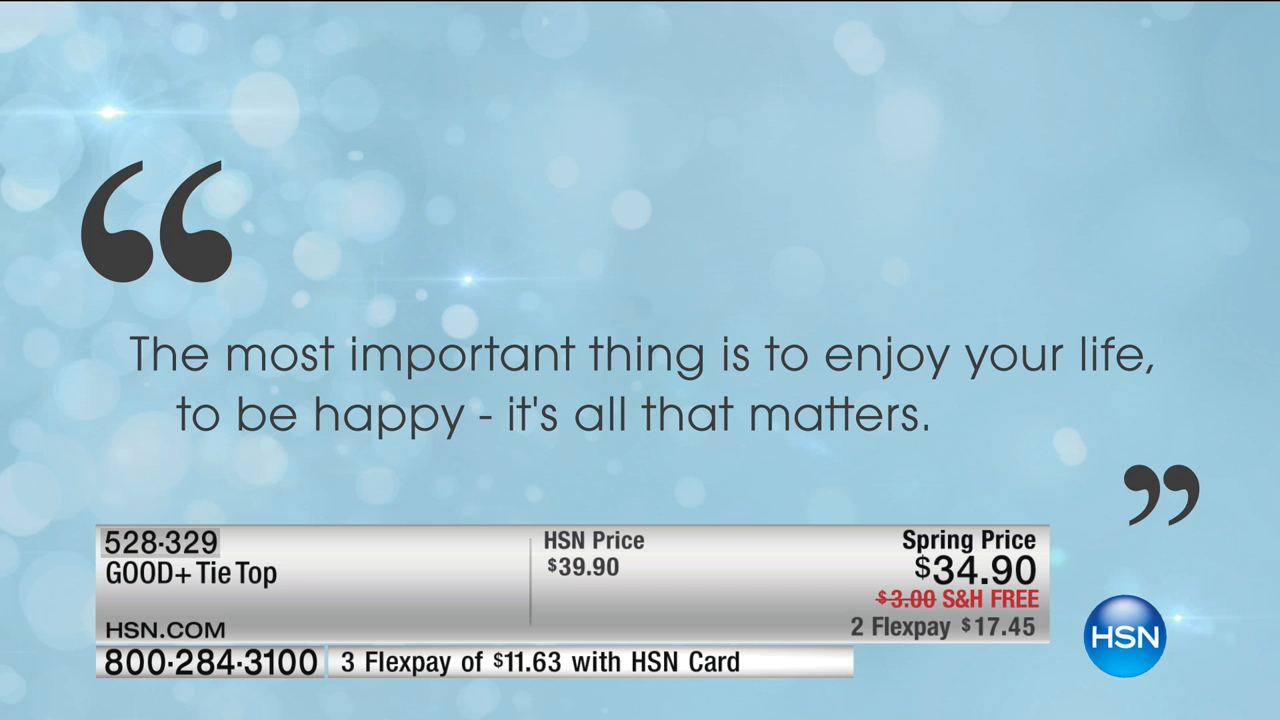 “
The most important thing is to enjoy your life,
to be happy - it's all that matters.
”
528-329
GOOD+ Tie Top
HSN.COM
HSN Price
$39.90
Spring Price
$34.90
$3.00 S&H FREE
2 Flexpay $17.45
800-284-3100
3 Flexpay of $11.63 with HSN Card
HSN